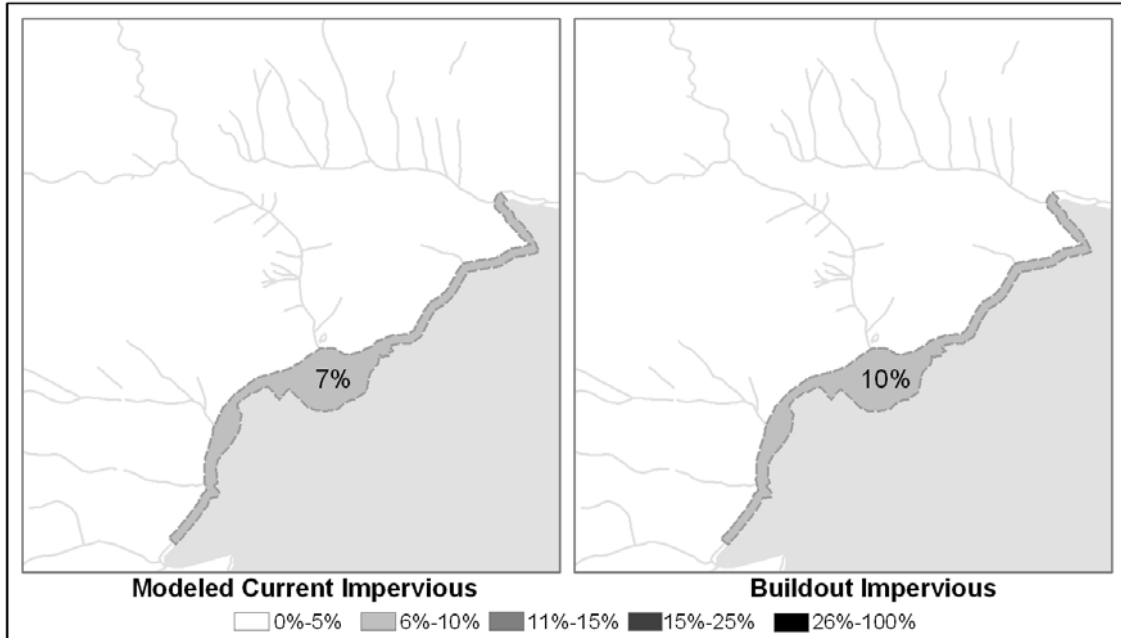 7%
10%
Modeled Current Impervious
Buildout Impervious
0%-5% 6%-10% 11%-15% 15%-25% 26%-100%